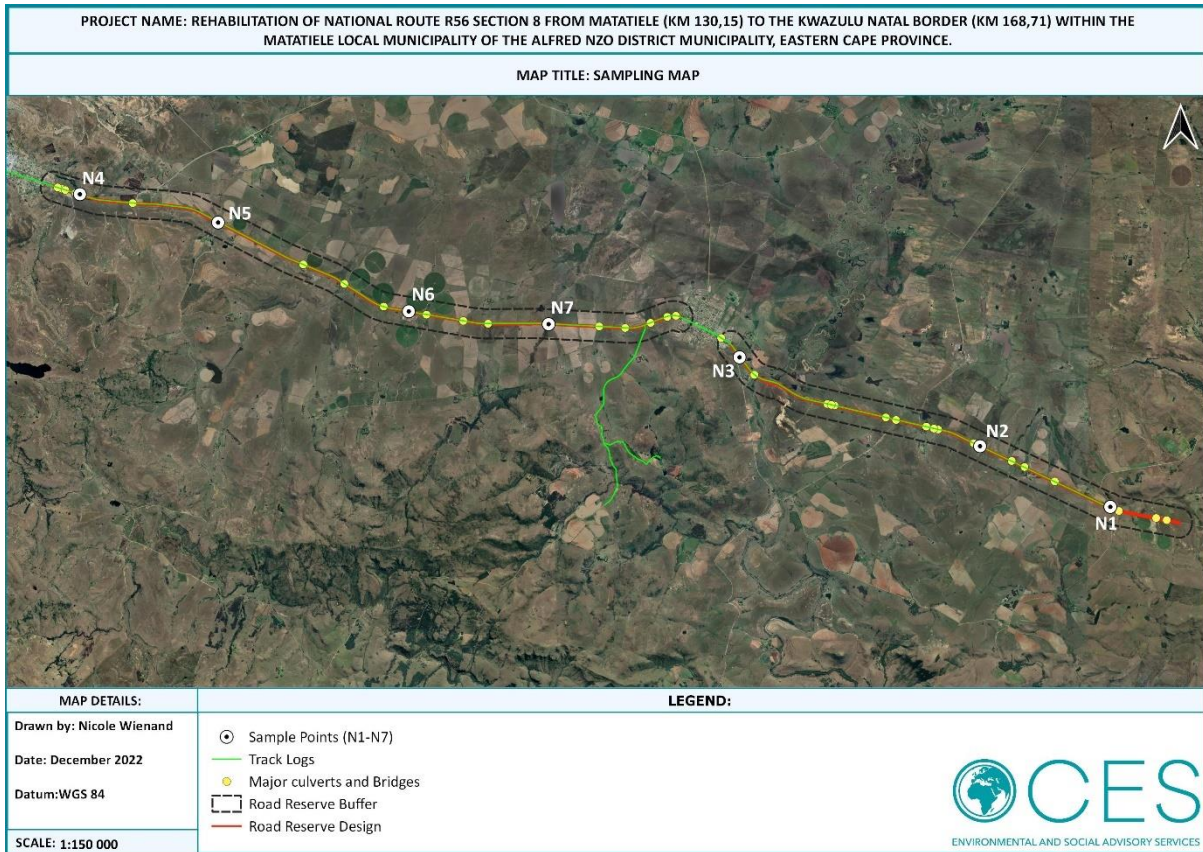 PROJECT NAME: REHABILITATION OF NATIONAL ROUTE R56 SECTION 8 FROM MATATIELE (KM 130,15) TO THE KWAZULU NATAL BORDER (KM 168,71) WITHIN THE
MATATIELE LOCAL MUNICIPALITY OF THE ALFRED NZO DISTRICT MUNICIPALITY, EASTERN CAPE PROVINCE.
MAP TITLE: SAMPLING MAP
N4
N5
N6
N7
N3
N2
N1
MAP DETAILS:
Drawn by: Nicole Wienand
Date: December 2022
Datum:WGS 84
SCALE: 1:150 000
LEGEND:
Sample Points (N1-N7)
Track Logs
Major culverts and Bridges
Road Reserve Buffer
Road Reserve Design
CES
ENVIRONMENTAL AND SOCIAL ADVISORY SERVICES